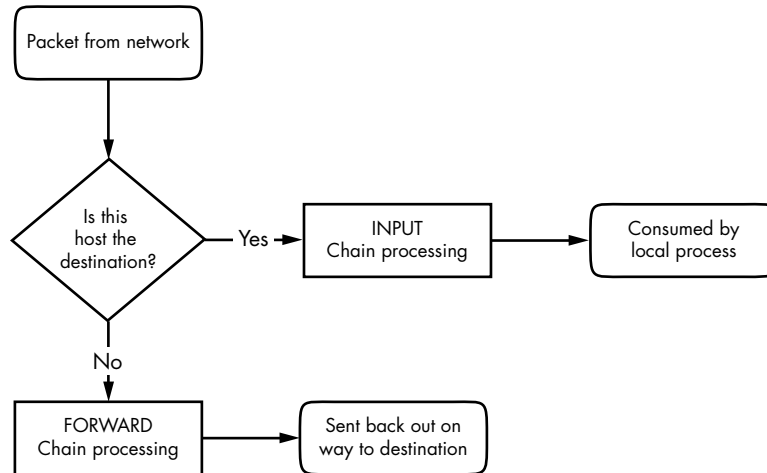 Packet from network
Is this
host the
destination?
Yes
INPUT
Chain processing
Consumed by
local process
No
FORWARD
Chain processing
Sent back out on
way to destination